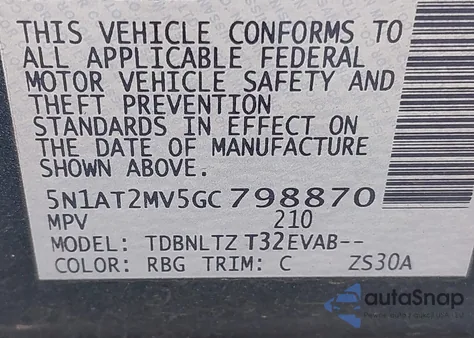 THIS VEHICLE CONFORMS TO
ALL APPLICABLE FEDERAL
MOTOR VEHICLE SAFETY AND
THEFT PREVENTION
STANDARDS IN EFFECT ON
THE DATE OF MANUFACTURE
SHOWN ABOVE.
5N1AT2MV5GC798870
MPV 210
MODEL: TDBNLTZ T32EVAB--
COLOR: RBG TRIM: C ZS30A
autoSnap